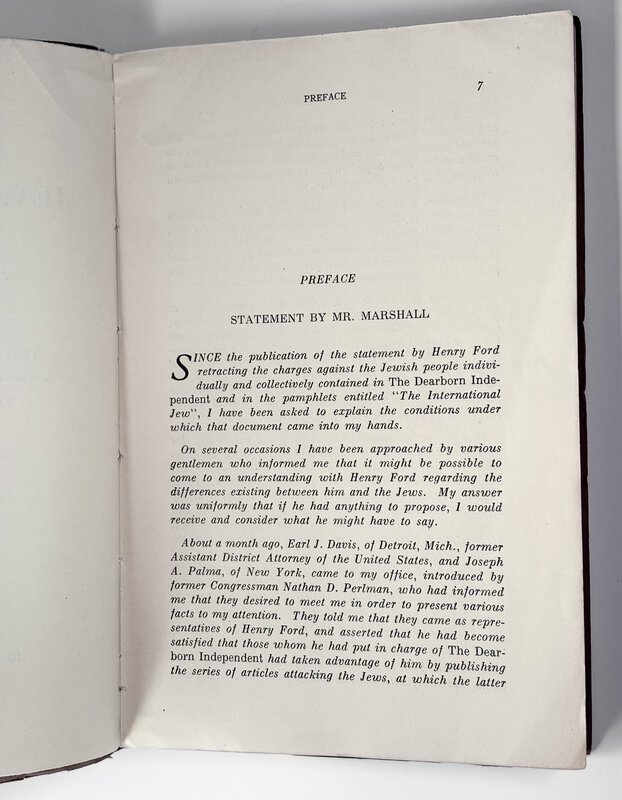 PREFACE 7
PREFACE
STATEMENT BY MR. MARSHALL
SINCE the publication of the statement by Henry Ford
retracting the charges against the Jewish people indivi-
dually and collectively contained in The Dearborn Inde-
pendent and in the pamphlets entitled "The International
Jew", I have been asked to explain the conditions under
which that document came into my hands.
On several occasions I have been approached by various
gentlemen who informed me that it might be possible to
come to an understanding with Henry Ford regarding the
differences existing between him and the Jews. My answer
was uniformly that if he had anything to propose, I would
receive and consider what he might have to say.
About a month ago, Earl J. Davis, of Detroit, Mich., former
Assistant District Attorney of the United States, and Joseph
A. Palma, of New York, came to my office, introduced by
former Congressman Nathan D. Perlman, who had informed
me that they desired to meet me in order to present various
facts to my attention. They told me that they came as repre-
sentatives of Henry Ford, and asserted that he had become
satisfied that those whom he had put in charge of The Dear-
born Independent had taken advantage of him by publishing
the series of articles attacking the Jews, at which the latter